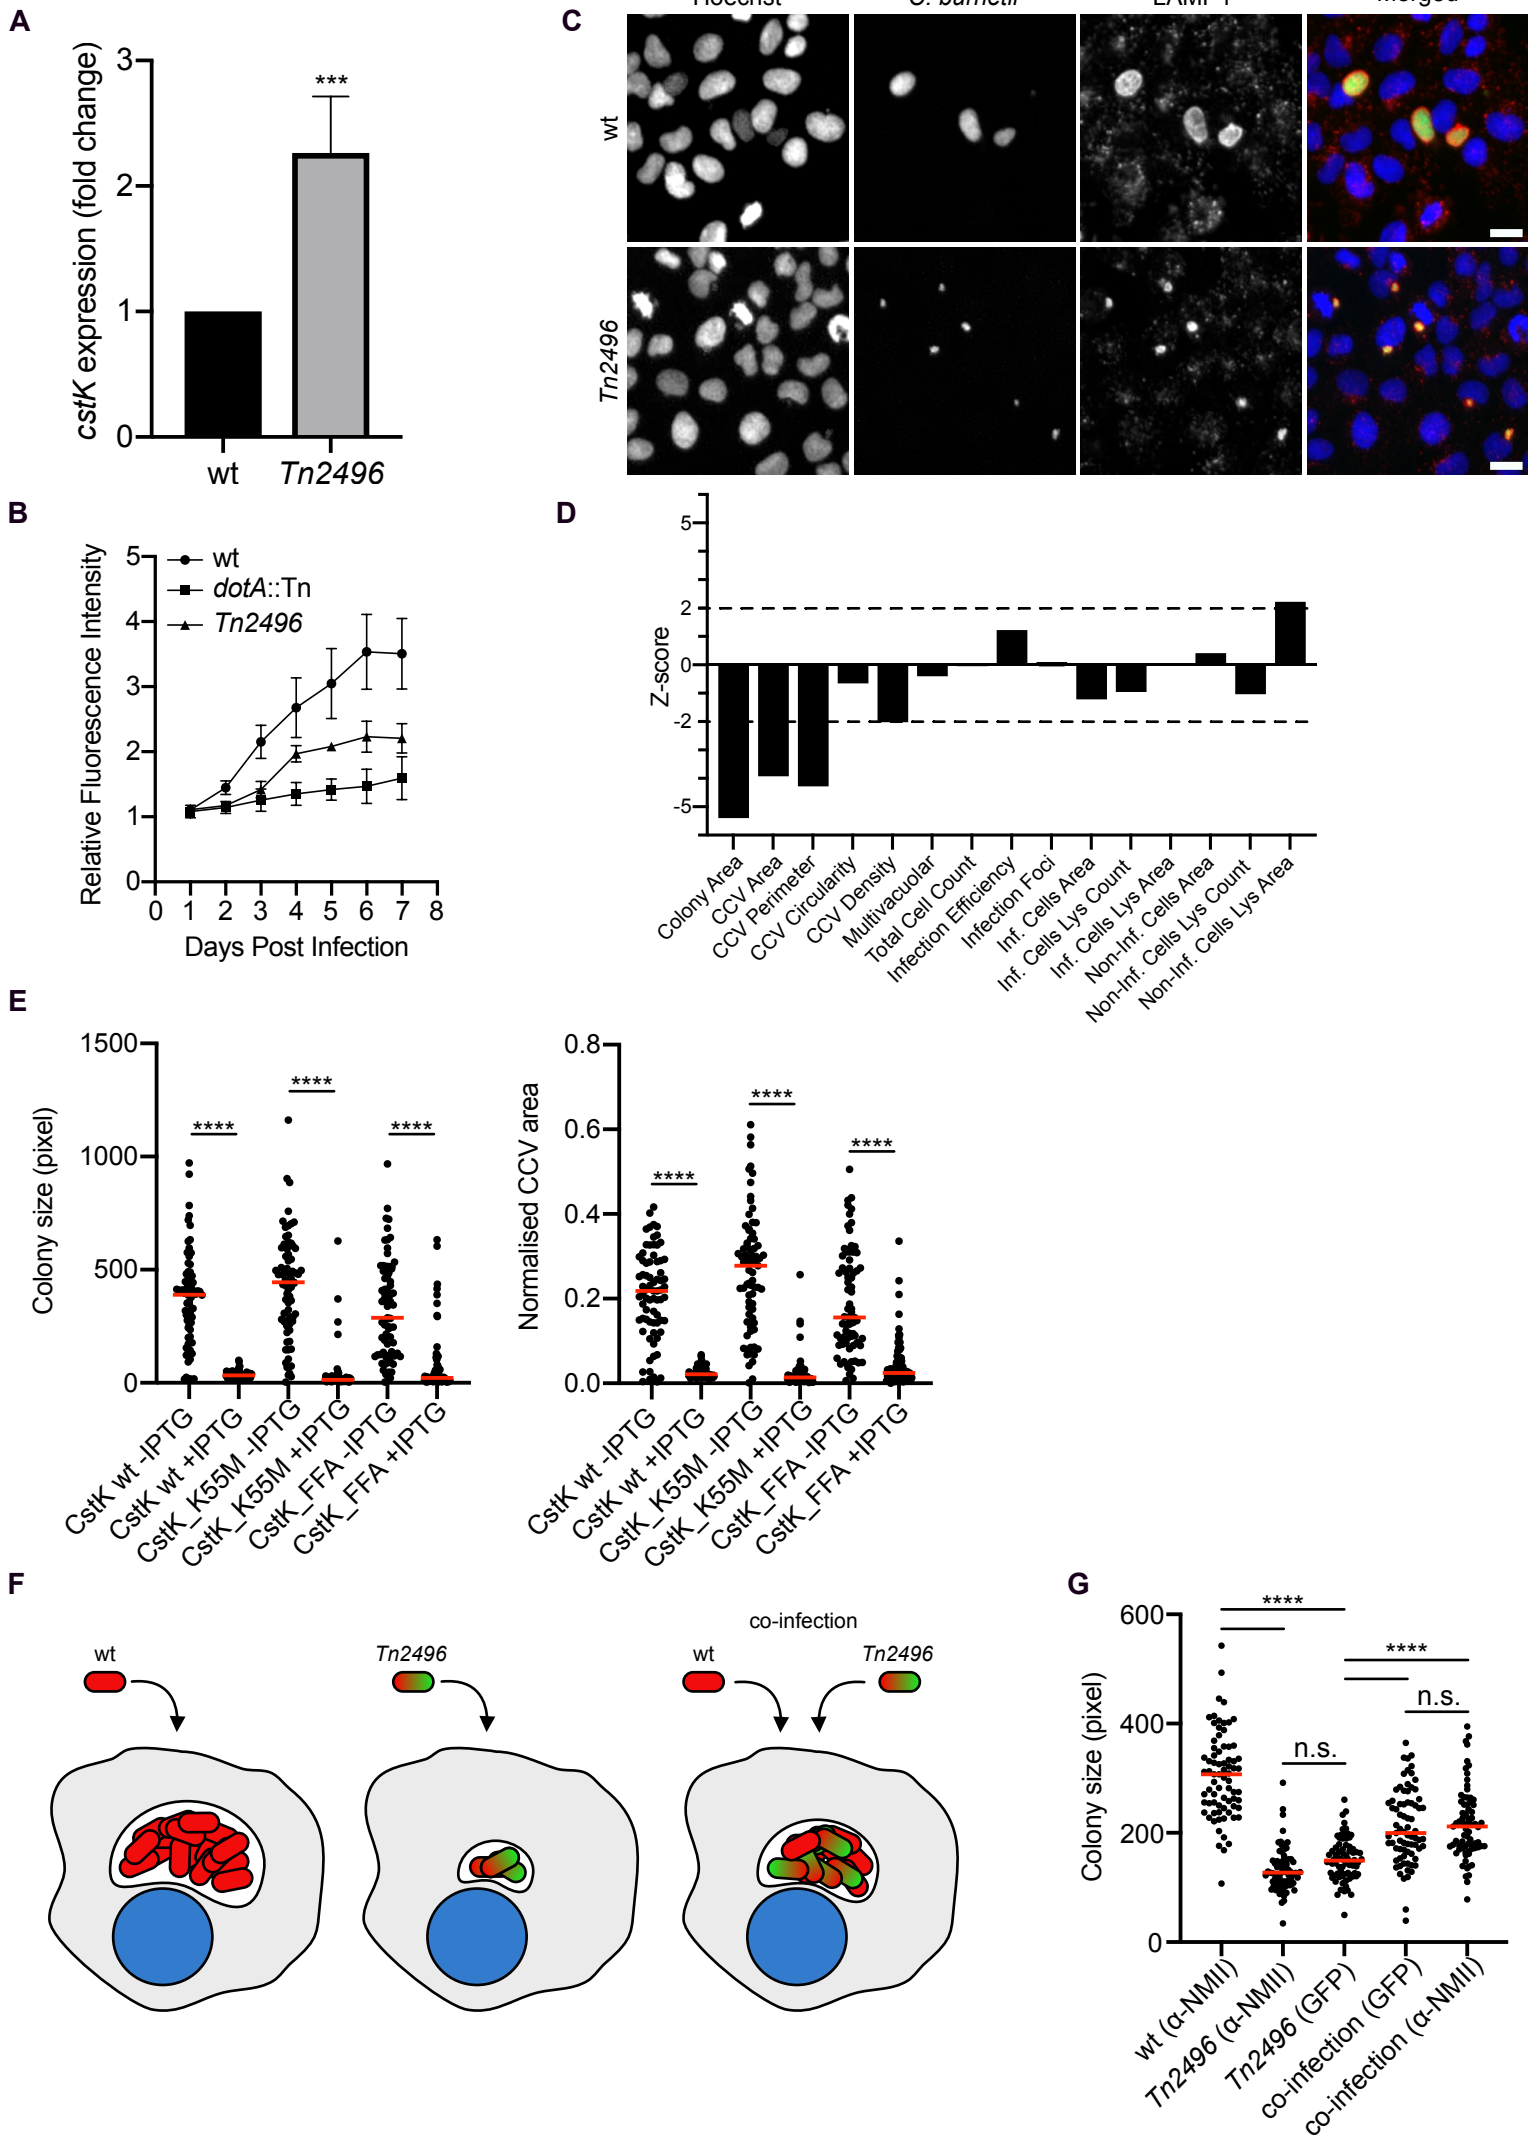 A
cstK expression (fold change)
3
2
1
0
***
wt
Tn2496
C
Hoechst
C. burnetii
LAMP1
Merged
wt
Tn2496
B
Relative Fluorescence Intensity
5
4
3
2
1
0
wt
dotA::Tn
Tn2496
0 1 2 3 4 5 6 7 8
Days Post Infection
D
Z-score
5
2
0
-2
-5
Colony Area
CCV Area
CCV Perimeter
CCV Circularity
CCV Density
Multivacuolar
Total Cell Count
Infection Efficiency
Infection Foci
Inf. Cells Area
Inf. Cells Lys Count
Inf. Cells Lys Area
Non-Inf. Cells Area
Non-Inf. Cells Lys Count
Non-Inf. Cells Lys Area
E
Colony size (pixel)
1500
1000
500
0
****
****
****
CstK wt -IPTG
CstK wt +IPTG
CstK_K55M -IPTG
CstK_K55M +IPTG
CstK_FFA -IPTG
CstK_FFA +IPTG
Normalised CCV area
0.8
0.6
0.4
0.2
0.0
****
****
****
CstK wt -IPTG
CstK wt +IPTG
CstK_K55M -IPTG
CstK_K55M +IPTG
CstK_FFA -IPTG
CstK_FFA +IPTG
F
wt
Tn2496
co-infection
wt
Tn2496
G
Colony size (pixel)
600
400
200
0
****
****
n.s.
n.s.
wt (α-NMII)
Tn2496 (α-NMII)
Tn2496 (GFP)
co-infection (GFP)
co-infection (α-NMII)